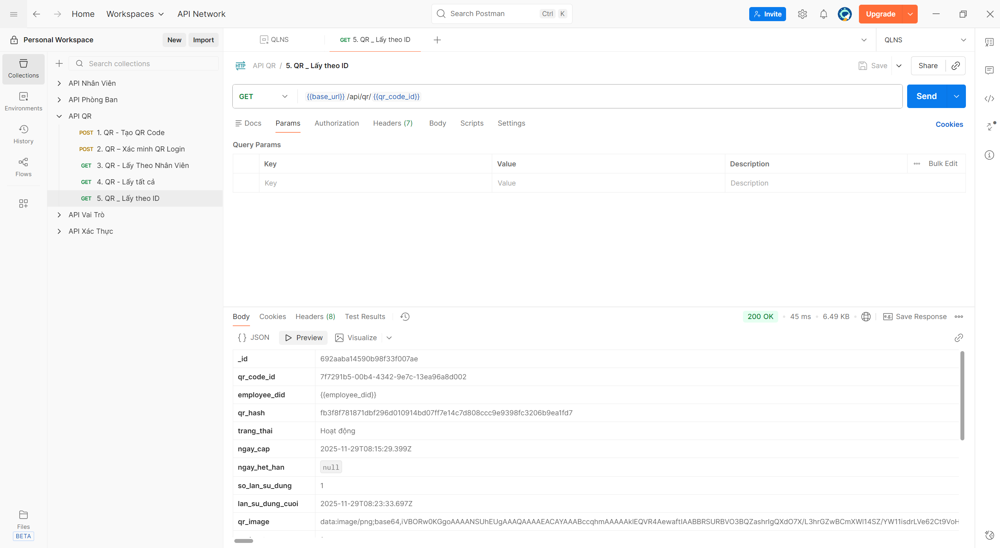 Home Workspaces API Network Search Postman Ctrl K Invite Upgrade
Personal Workspace New Import
QLNS GET 5. QR _ Lấy theo ID QLNS
Collections
Environments
History
Flows
Files
BETA
Search collections
API Nhân Viên
API Phòng Ban
API QR
POST 1. QR - Tạo QR Code
POST 2. QR – Xác minh QR Login
GET 3. QR - Lấy Theo Nhân Viên
GET 4. QR - Lấy tất cả
GET 5. QR _ Lấy theo ID
API Vai Trò
API Xác Thực
HTTP API QR / 5. QR _ Lấy theo ID Save Share
GET {{base_url}}/api/qr/{{qr_code_id}} Send
Docs Params Authorization Headers (7) Body Scripts Settings Cookies
Query Params
Key Value Description Bulk Edit
Key Value Description
Body Cookies Headers (8) Test Results 200 OK 45 ms 6.49 KB e.g. Save Response
{} JSON Preview Visualize
_id 692aaba14590b98f33f007ae
qr_code_id 7f7291b5-00b4-4342-9e7c-13ea96a8d002
employee_did {{employee_did}}
qr_hash fb3f8f781871dbf296d010914bd07ff7e14c7d808ccc9e9398fc3206b9ea1fd7
trang_thai Hoạt động
ngay_cap 2025-11-29T08:15:29.399Z
ngay_het_han null
so_lan_su_dung 1
lan_su_dung_cuoi 2025-11-29T08:23:33.697Z
qr_image data:image/png;base64,iVBORw0KGgoAAAANSUhEUgAAAQAAAAEACAYAAABccqhmAAAAAklEQVR4AewaftIAABBRSURBVO3BQZashrIgQXdO7X/L3hrGZwBCmXWl14SZ/YW11isdrLVe62Ct9VoH